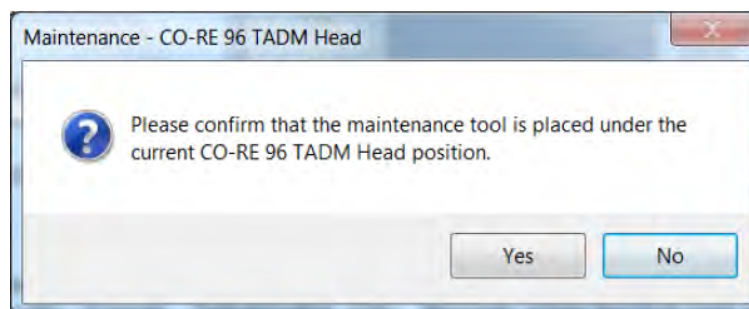 Maintenance - CO-RE 96 TADM Head
Please confirm that the maintenance tool is placed under the
current CO-RE 96 TADM Head position.
Yes
No